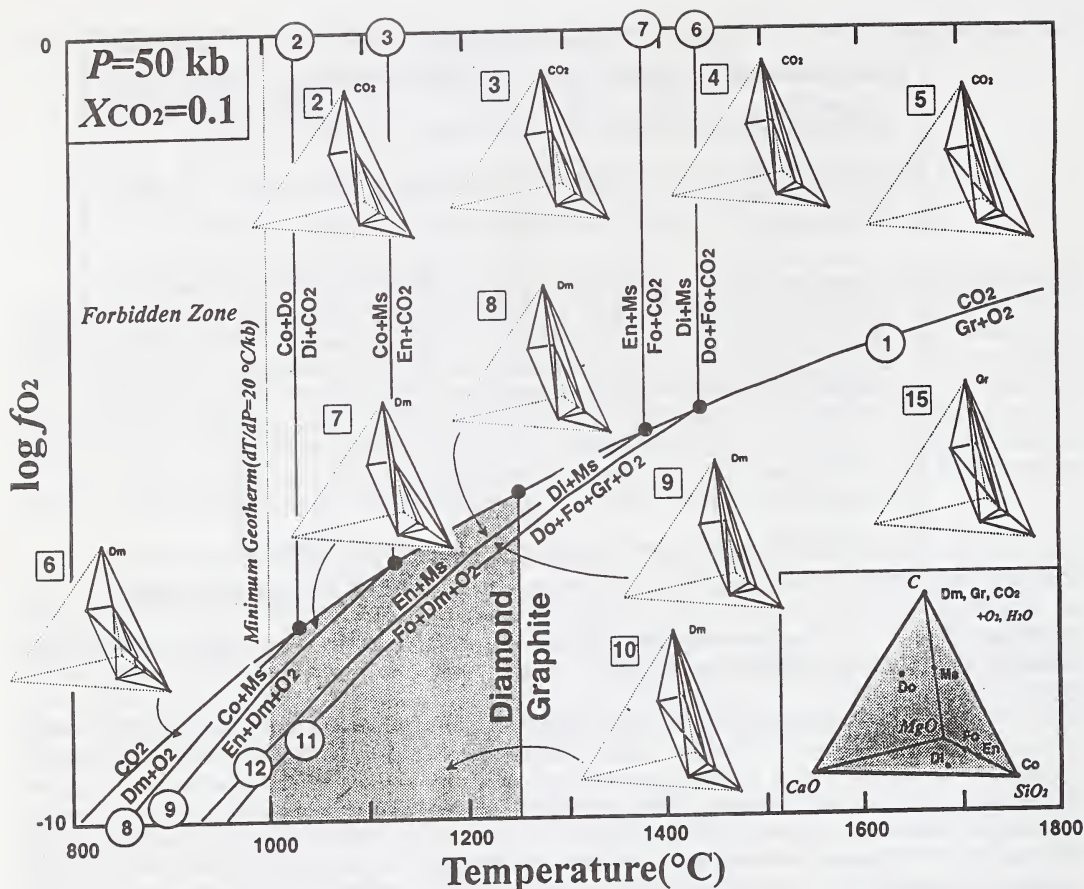 0
P=50 kb
XCO₂=0.1
2
3
7
6
2
CO₂
3
CO₂
4
CO₂
5
CO₂
Forbidden Zone
Minimum Geotherm(dT/dP=20 °C/kb)
Co+Do
Di+CO2
Co+Ms
En+CO2
8
Dm
En+Ms
Fo+CO2
Di+Ms
Do+Fo+CO2
CO₂
Gr+O₂
1
log fO₂
7
Dm
15
Gr
Di+Ms
Do+Fo+Gr+O₂
9
Dm
6
Dm
En+Ms
Fo+Dm+O₂
Co+Ms
En+Dm+O₂
CO₂
Dm+O₂
Diamond
Graphite
10
Dm
11
12
9
8
C
Dm, Gr, CO₂
+O₂, H₂O
Ms
Do
MgO
Fo
En
Di
Co
CaO
SiO₂
-10
800
1000
1200
1400
1600
1800
Temperature(°C)